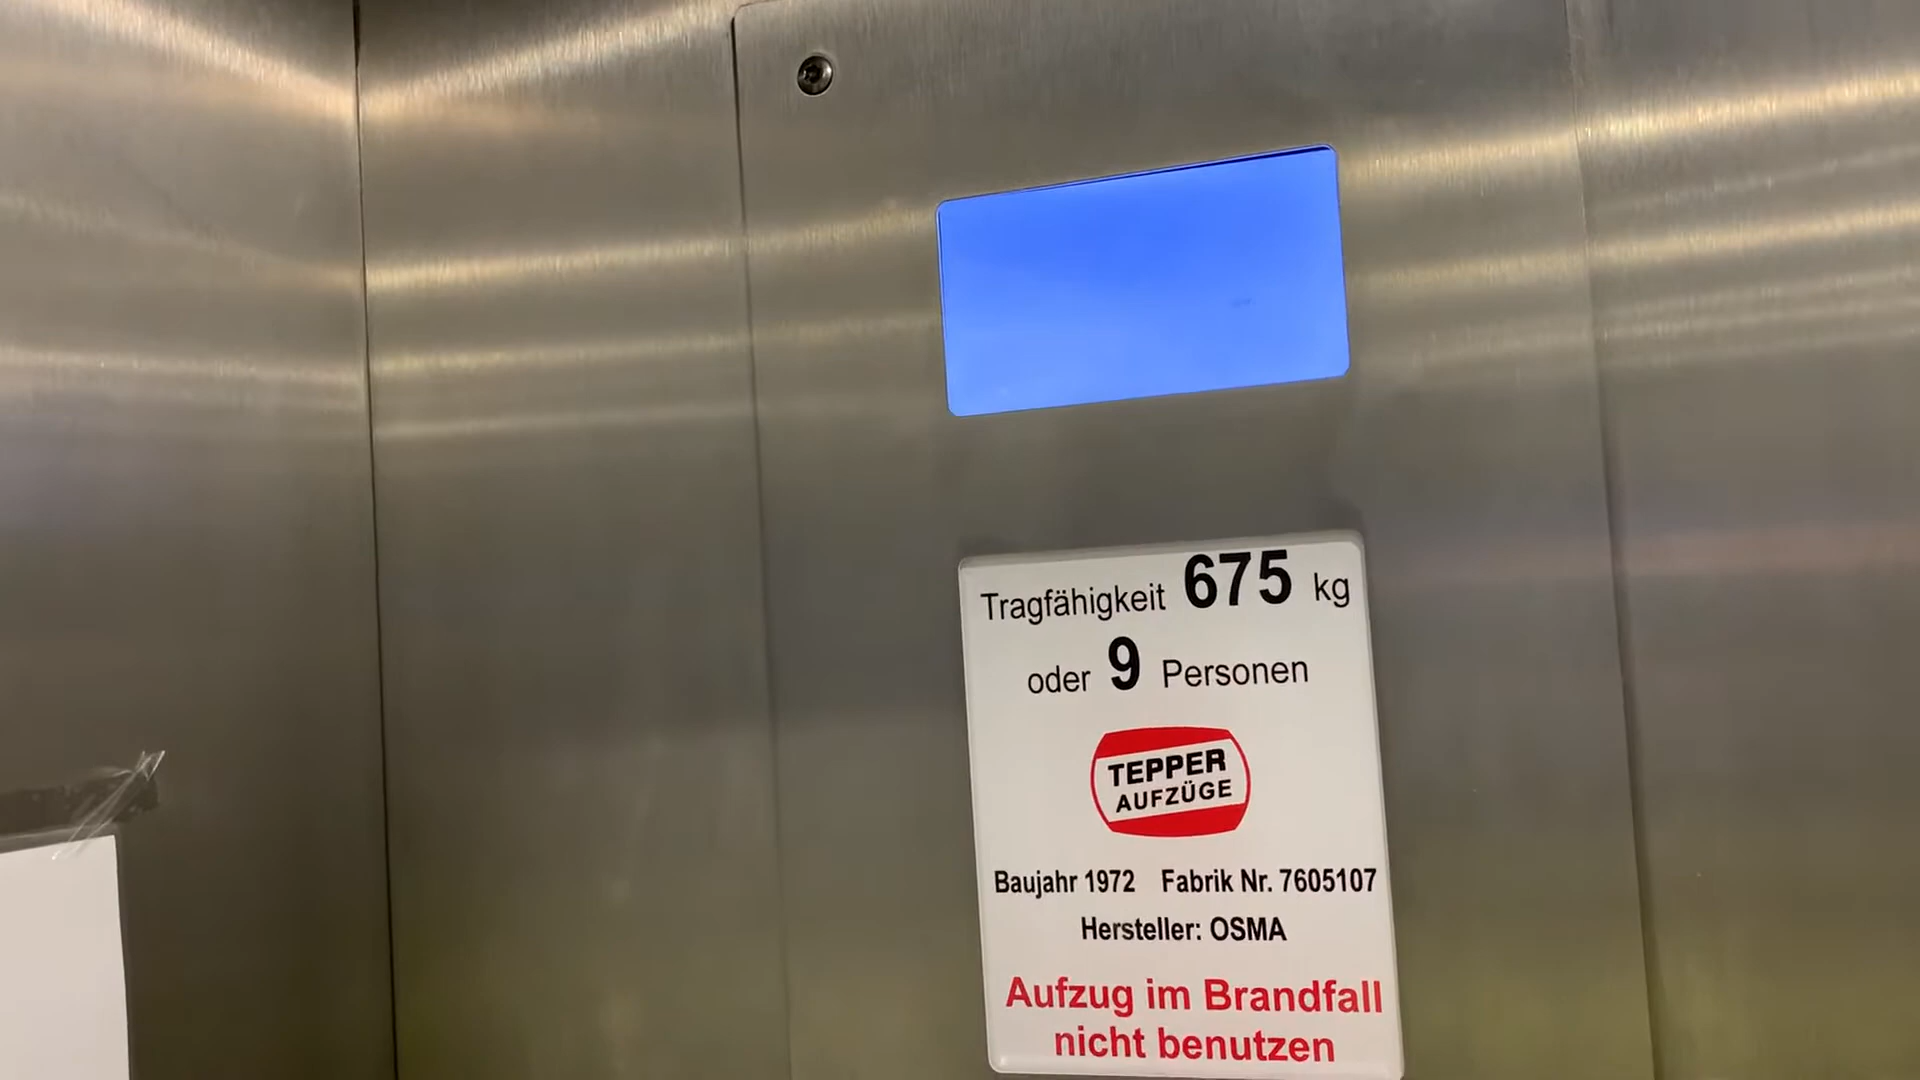 Tragfähigkeit 675 kg
oder 9 Personen
TEPPER
AUFZÜGE
Baujahr 1972 Fabrik Nr. 7605107
Hersteller: OSMA
Aufzug im Brandfall
nicht benutzen